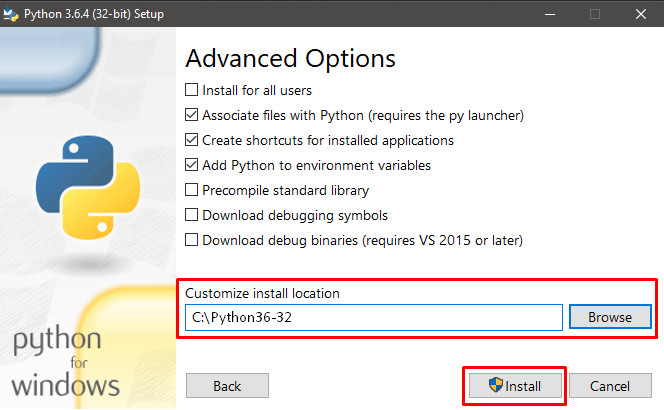 Python 3.6.4 (32-bit) Setup
Advanced Options
Install for all users
Associate files with Python (requires the py launcher)
Create shortcuts for installed applications
Add Python to environment variables
Precompile standard library
Download debugging symbols
Download debug binaries (requires VS 2015 or later)
Customize install location
C:\Python36-32
Browse
python
for
windows
Back
Install
Cancel